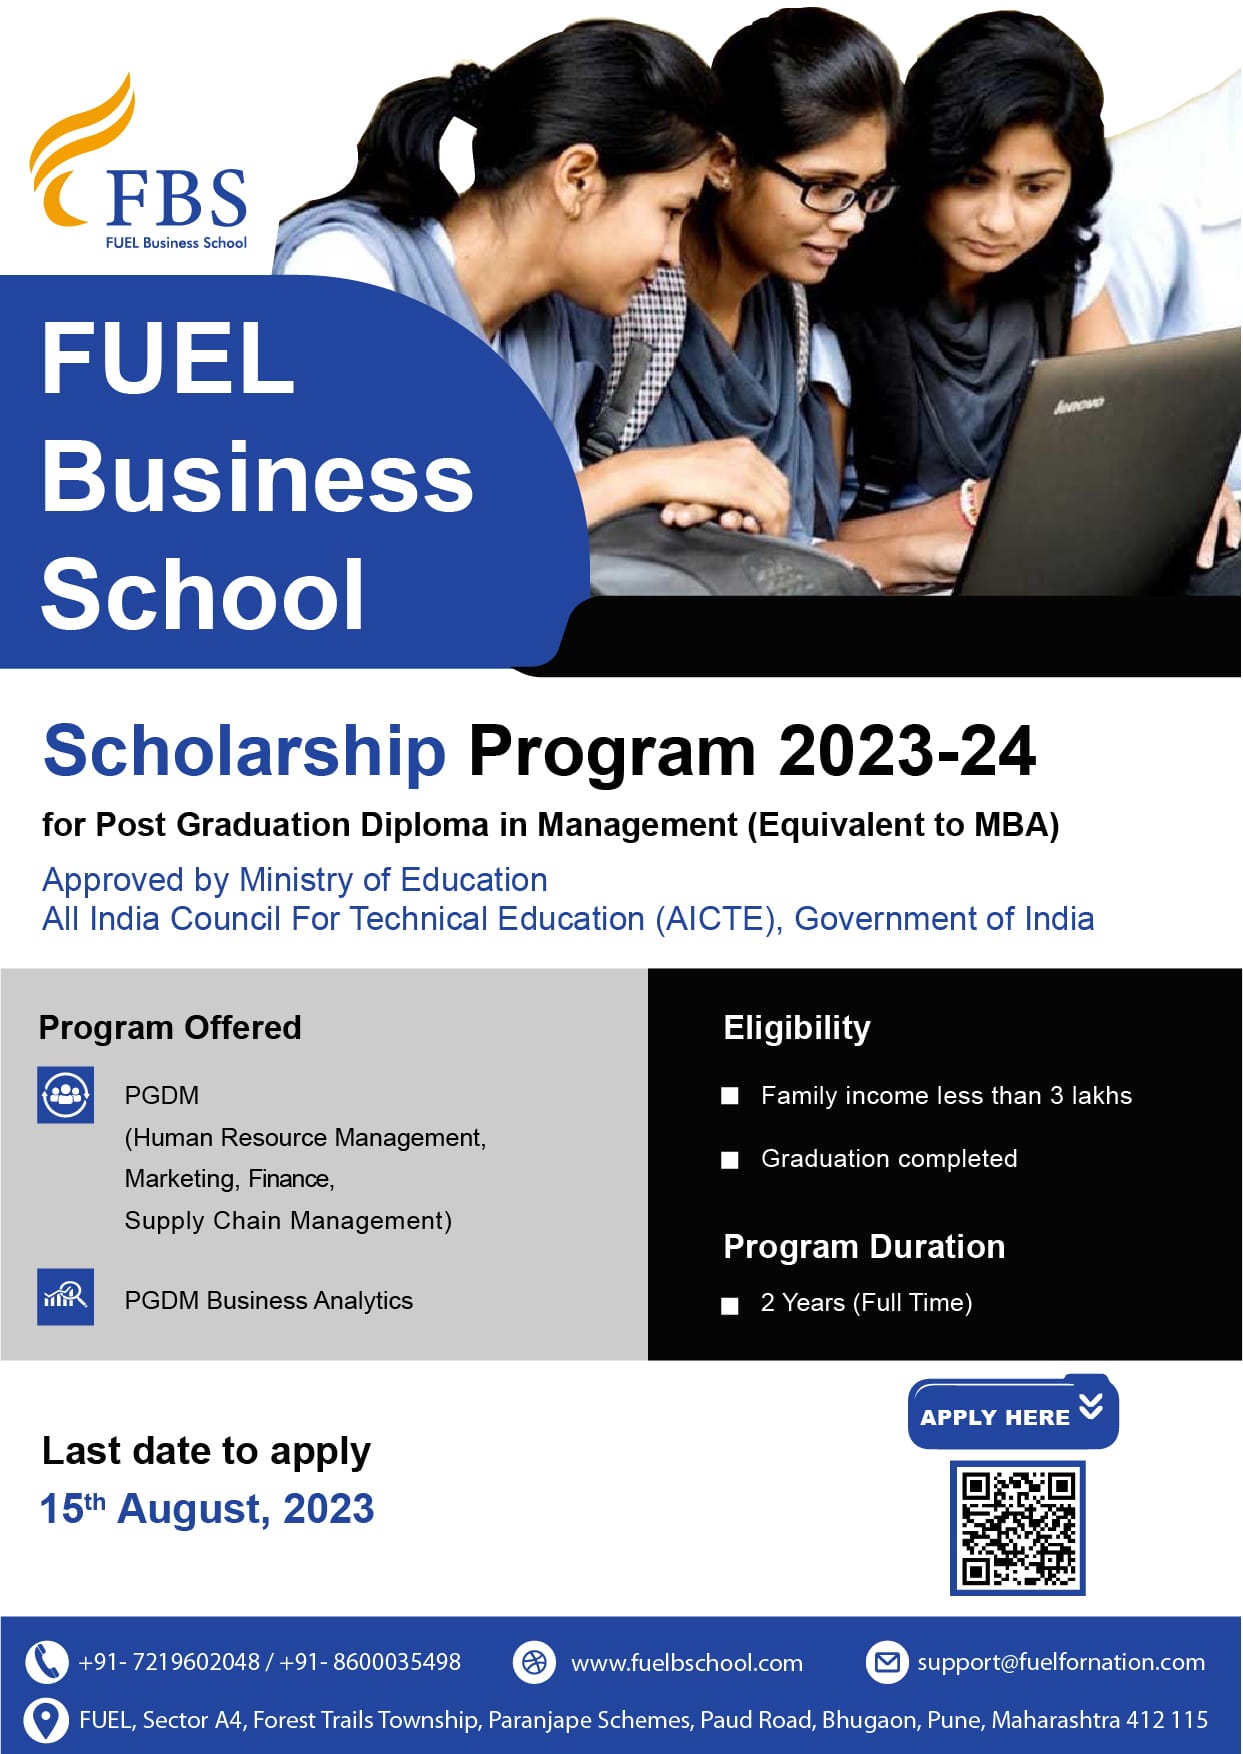 FBS
FUEL Business School
FUEL
Business
School
lenovo
Scholarship Program 2023-24
for Post Graduation Diploma in Management (Equivalent to MBA)
Approved by Ministry of Education
All India Council For Technical Education (AICTE), Government of India
Program Offered
PGDM
(Human Resource Management,
Marketing, Finance,
Supply Chain Management)
PGDM Business Analytics
Eligibility
Family income less than 3 lakhs
Graduation completed
Program Duration
2 Years (Full Time)
Last date to apply
15th August, 2023
APPLY HERE
+91- 7219602048 / +91- 8600035498
www.fuelbschool.com
support@fuelfornation.com
FUEL, Sector A4, Forest Trails Township, Paranjape Schemes, Paud Road, Bhugaon, Pune, Maharashtra 412 115